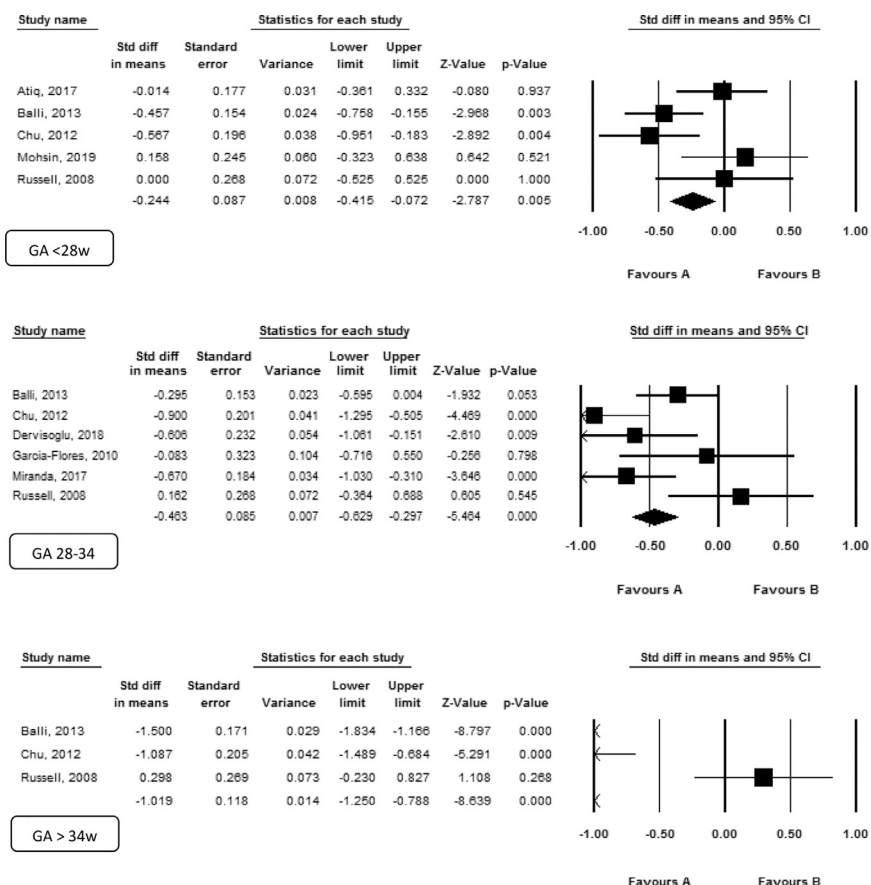 Study name Statistics for each study Std diff in means and 95% CI
Std diff Standard Lower Upper
in means error Variance limit limit Z-Value p-Value
Atiq, 2017 -0.014 0.177 0.031 -0.361 0.332 -0.080 0.937
Balli, 2013 -0.457 0.154 0.024 -0.758 -0.155 -2.968 0.003
Chu, 2012 -0.567 0.196 0.038 -0.951 -0.183 -2.892 0.004
Mohsin, 2019 0.158 0.245 0.060 -0.323 0.638 0.642 0.521
Russell, 2008 0.000 0.268 0.072 -0.525 0.525 0.000 1.000
-0.244 0.087 0.008 -0.415 -0.072 -2.787 0.005
-1.00 -0.50 0.00 0.50 1.00
GA <28w
Favours A Favours B
Study name Statistics for each study Std diff in means and 95% CI
Std diff Standard Lower Upper
in means error Variance limit limit Z-Value p-Value
Balli, 2013 -0.295 0.153 0.023 -0.595 0.004 -1.932 0.053
Chu, 2012 -0.900 0.201 0.041 -1.295 -0.505 -4.469 0.000
Dervisoglu, 2018 -0.606 0.232 0.054 -1.061 -0.151 -2.610 0.009
Garcia-Flores, 2010 -0.083 0.323 0.104 -0.716 0.550 -0.256 0.798
Miranda, 2017 -0.670 0.184 0.034 -1.030 -0.310 -3.646 0.000
Russell, 2008 0.162 0.268 0.072 -0.364 0.688 0.605 0.545
-0.463 0.085 0.007 -0.629 -0.297 -5.464 0.000
GA 28-34
-1.00 -0.50 0.00 0.50 1.00
Favours A Favours B
Study name Statistics for each study Std diff in means and 95% CI
Std diff Standard Lower Upper
in means error Variance limit limit Z-Value p-Value
Balli, 2013 -1.500 0.171 0.029 -1.834 -1.166 -8.797 0.000
Chu, 2012 -1.087 0.205 0.042 -1.489 -0.684 -5.291 0.000
Russell, 2008 0.298 0.269 0.073 -0.230 0.827 1.108 0.268
-1.019 0.118 0.014 -1.250 -0.788 -8.639 0.000
GA > 34w
-1.00 -0.50 0.00 0.50 1.00
Favours A Favours B